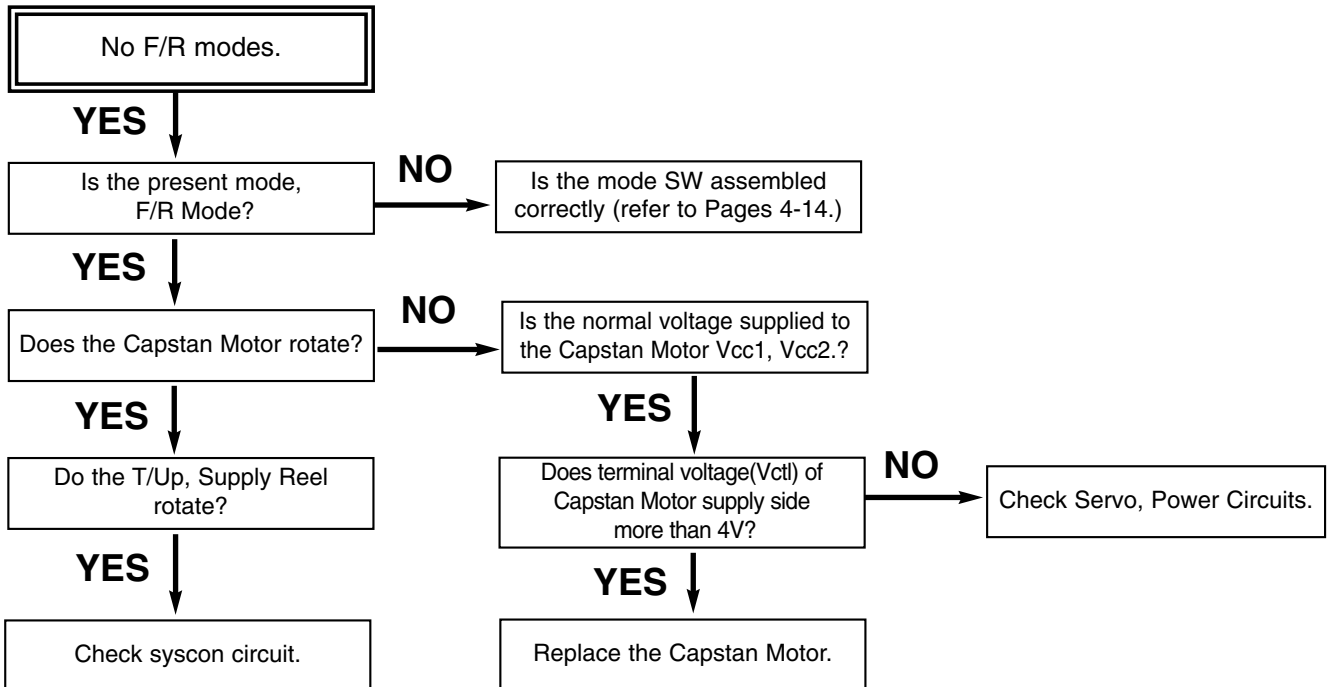 No F/R modes.
YES
Is the present mode,
F/R Mode?
NO
Is the mode SW assembled
correctly (refer to Pages 4-14.)
YES
Does the Capstan Motor rotate?
NO
Is the normal voltage supplied to
the Capstan Motor Vcc1, Vcc2.?
YES
YES
Do the T/Up, Supply Reel
rotate?
Does terminal voltage(Vctl) of
Capstan Motor supply side
more than 4V?
NO
Check Servo, Power Circuits.
YES
YES
Check syscon circuit.
Replace the Capstan Motor.